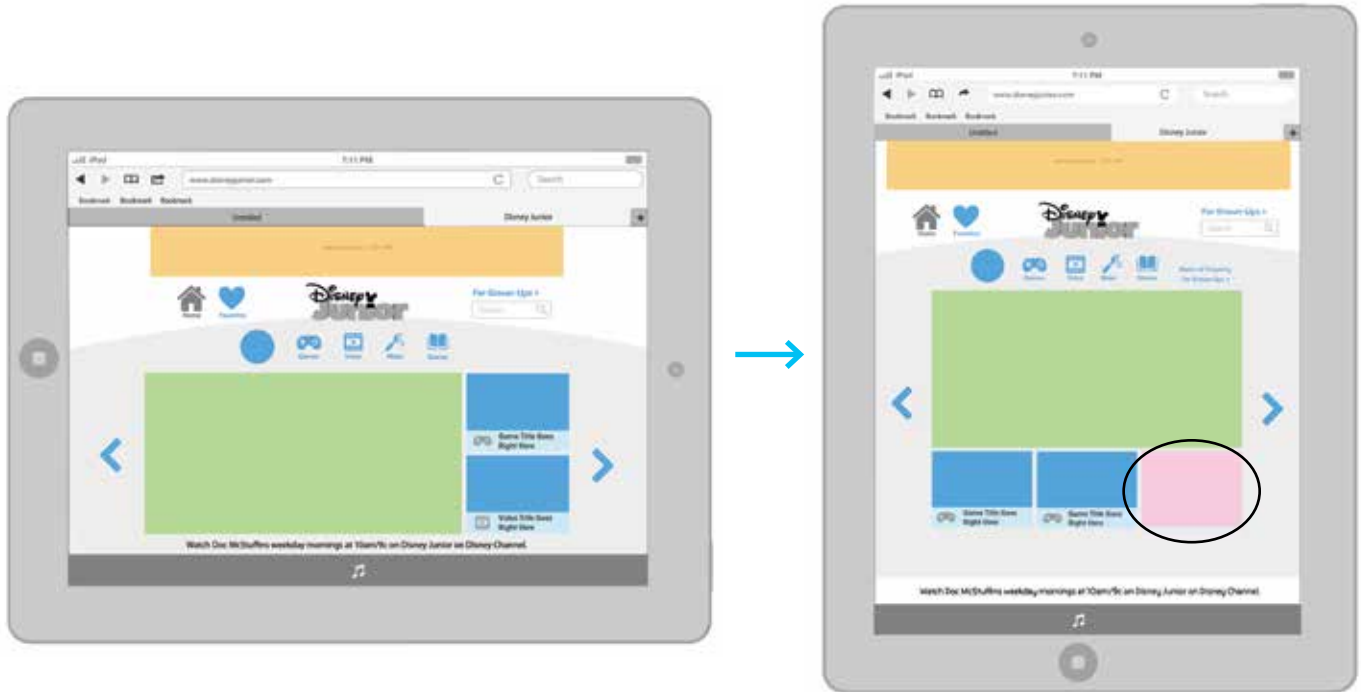 iPad
7:11 PM
www.disneyjunior.com
Search
Bookmark Bookmark Bookmark
Untitled
Disney Junior
+
Home
Favorites
Disney Junior
For Grown-Ups >
Search
Games
Video
More
Stories
Game Title Goes
Right Here
Video Title Goes
Right Here
Watch Doc McStuffins weekday mornings at 10am/9c on Disney Junior on Disney Channel.
iPad
7:11 PM
www.disneyjunior.com
Search
Bookmark Bookmark Bookmark
Untitled
Disney Junior
+
Home
Favorites
Disney Junior
For Grown-Ups >
Search
Games
Video
More
Stories
For Grown-Ups >
Game Title Goes
Right Here
Game Title Goes
Right Here
Watch Doc McStuffins weekday mornings at 10am/9c on Disney Junior on Disney Channel.